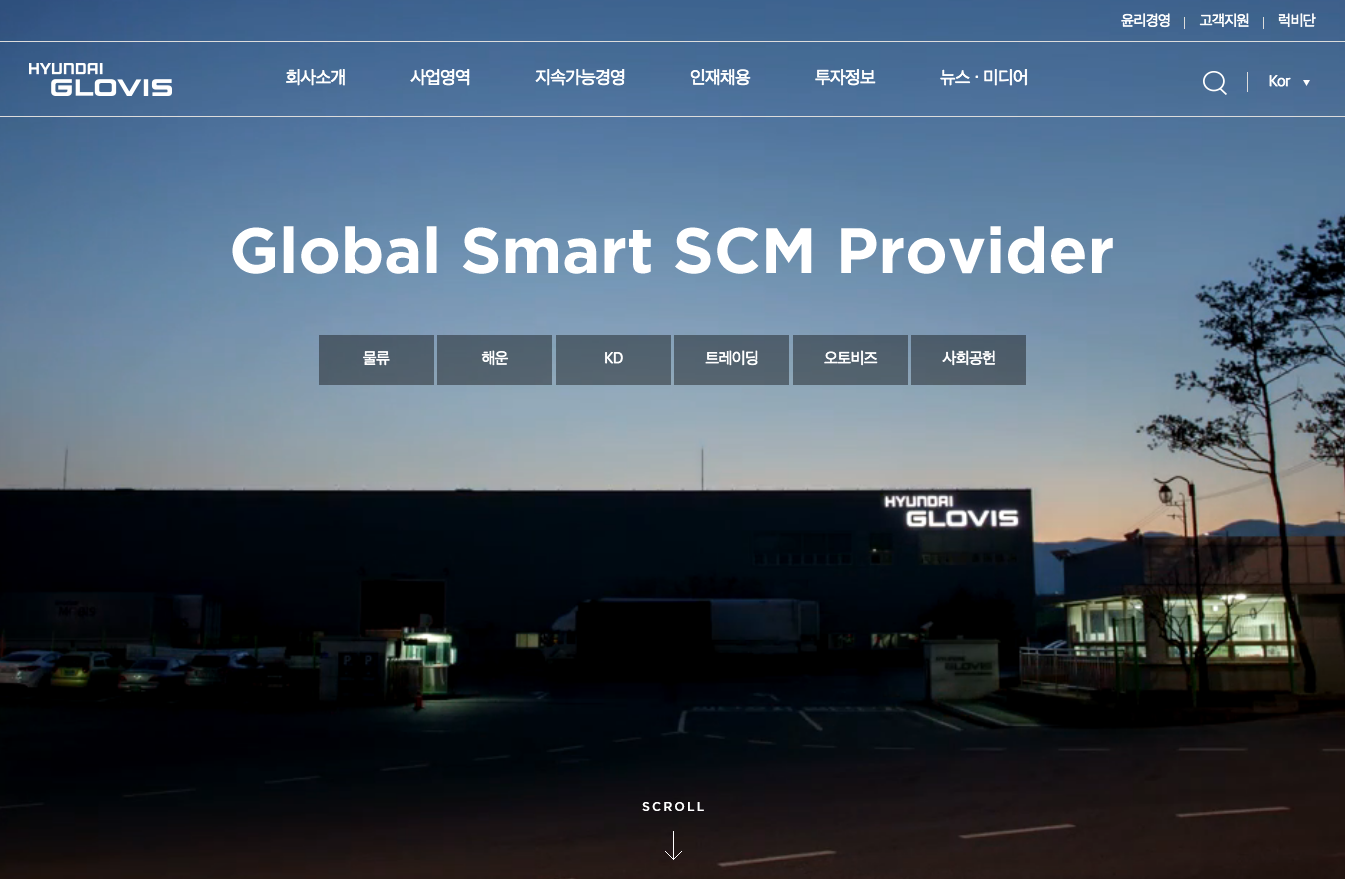 윤리경영 고객지원 럭비단
HYUNDAI
GLOVIS
회사소개 사업영역 지속가능경영 인재채용 투자정보 뉴스 · 미디어
Kor
Global Smart SCM Provider
물류 해운 KD 트레이딩 오토비즈 사회공헌
HYUNDAI
GLOVIS
P P
HYUNDAI
GLOVIS
SCROLL